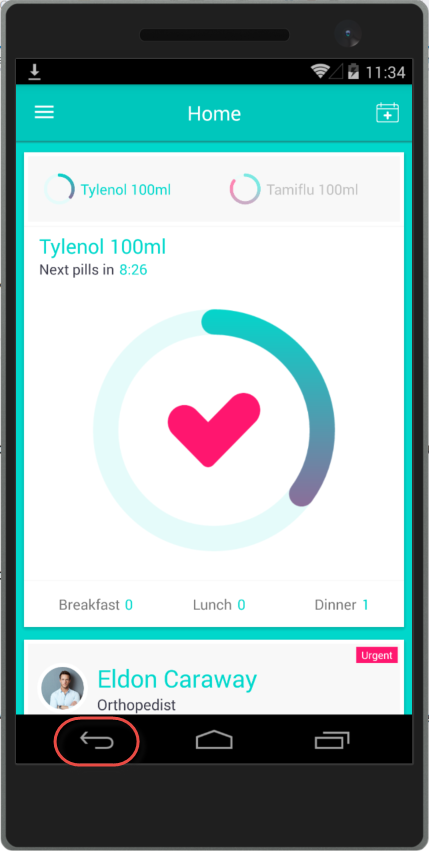 11:34
Home
Tylenol 100ml Tamiflu 100ml
Tylenol 100ml
Next pills in 8:26
Breakfast 0 Lunch 0 Dinner 1
Urgent
Eldon Caraway
Orthopedist